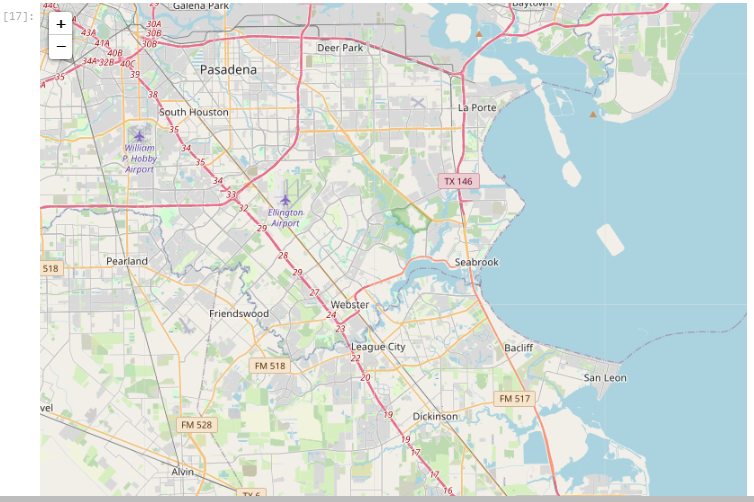 [17]:
44C
Galena Park
Baytown
+
−
30A
30B
30B
43A
41A
40B
34A
32B
40C
35
39
38
Deer Park
Pasadena
South Houston
La Porte
35
34
35
34
33
32
William
P. Hobby
Airport
TX 146
Ellington
Airport
29
28
29
27
518
Pearland
Seabrook
Webster
24
23
Friendswood
League City
22
Bacliff
FM 518
20
San Leon
19
FM 517
vel
Dickinson
FM 528
19
17
17
16
Alvin
TX 6